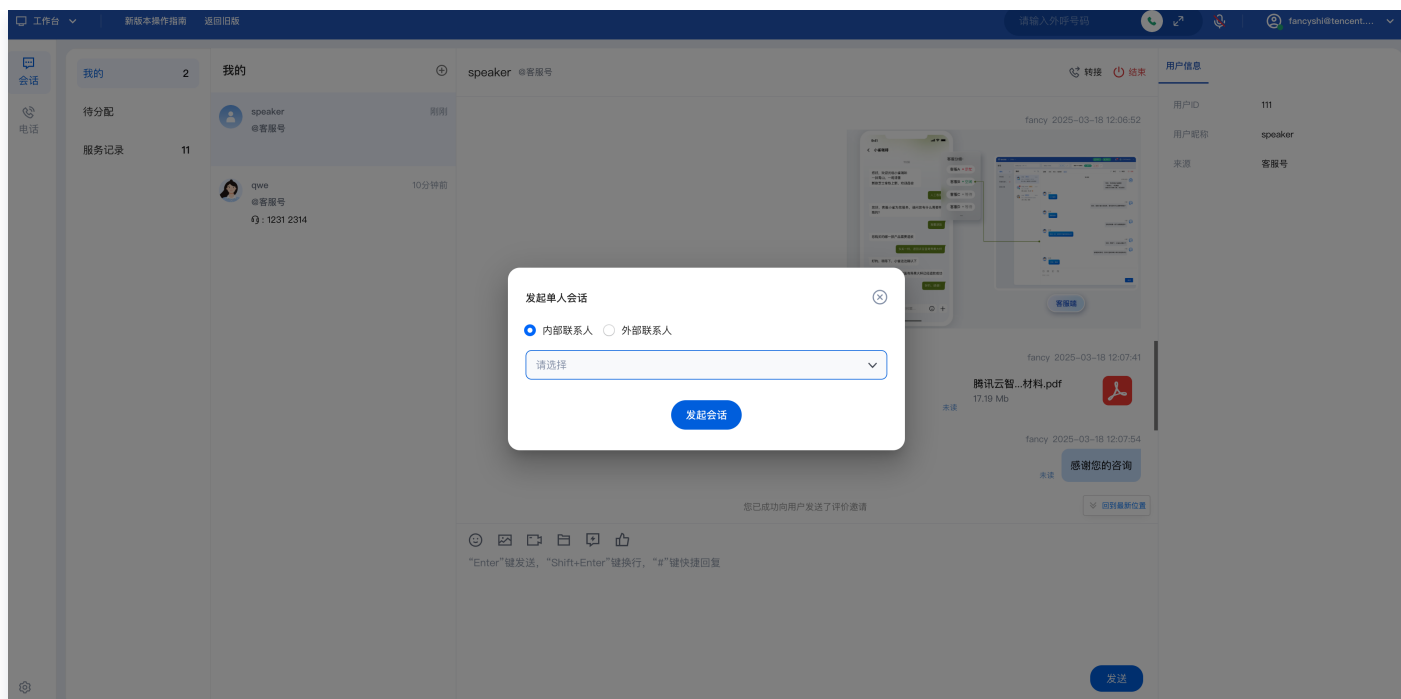 工作台
新版本操作指南
返回旧版
请输入外呼号码
fancyshi@tencent....
会话
电话
我的 2
待分配
服务记录 11
我的
speaker 刚刚
@客服号
qwe 10分钟前
@客服号
: 1231 2314
speaker @客服号
转接
结束
fancy 2025-03-18 12:06:52
客服端
fancy 2025-03-18 12:07:41
腾讯云智...材料.pdf
17.19 Mb
未读
fancy 2025-03-18 12:07:54
感谢您的咨询
未读
您已成功向用户发送了评价邀请
回到最新位置
"Enter"键发送，"Shift+Enter"键换行，"#"键快捷回复
发送
用户信息
用户ID 111
用户昵称 speaker
来源 客服号
发起单人会话
内部联系人
外部联系人
请选择
发起会话